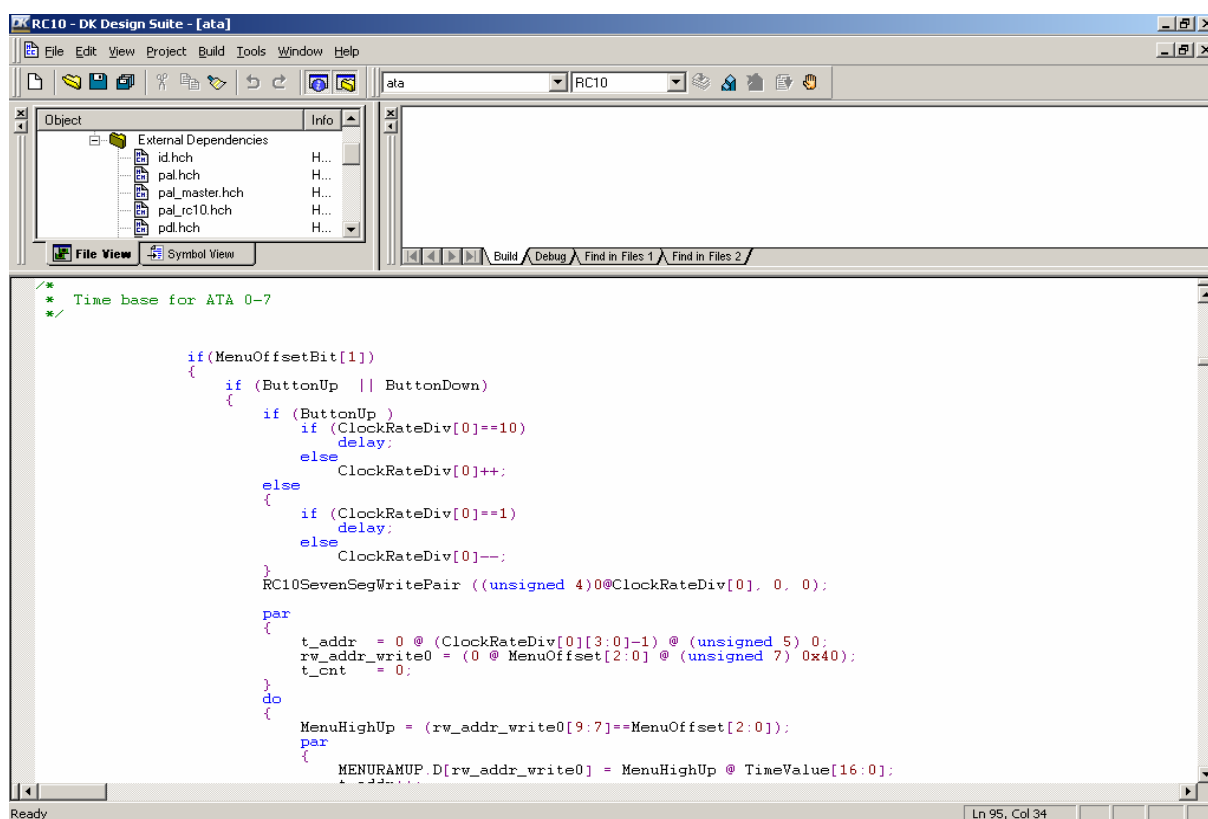 RC10 - DK Design Suite - [ata]
File Edit View Project Build Tools Window Help
ata RC10
Object Info
External Dependencies
id.hch H...
pal.hch H...
pal_master.hch H...
pal_rc10.hch H...
pdl.hch H...
File View Symbol View
Build Debug Find in Files 1 Find in Files 2
/*
* Time base for ATA 0-7
*/
if(MenuOffsetBit[1])
{
if (ButtonUp || ButtonDown)
{
if (ButtonUp )
if (ClockRateDiv[0]==10)
delay;
else
ClockRateDiv[0]++;
else
{
if (ClockRateDiv[0]==1)
delay;
else
ClockRateDiv[0]--;
}
RC10SevenSegWritePair ((unsigned 4)0@ClockRateDiv[0], 0, 0);
par
{
t_addr = 0 @ (ClockRateDiv[0][3:0]-1) @ (unsigned 5) 0;
rw_addr_write0 = (0 @ MenuOffset[2:0] @ (unsigned 7) 0x40);
t_cnt = 0;
}
do
{
MenuHighUp = (rw_addr_write0[9:7]==MenuOffset[2:0]);
par
{
MENURAMUP.D[rw_addr_write0] = MenuHighUp @ TimeValue[16:0];
Ready Ln 95, Col 34